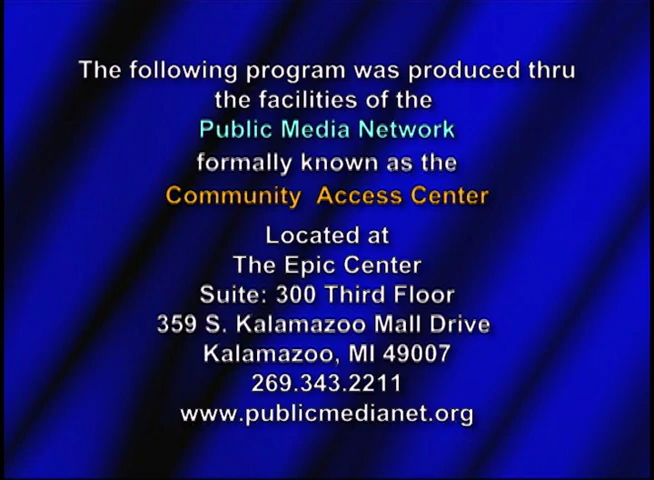 The following program was produced thru
the facilities of the
Public Media Network
formally known as the
Community Access Center
Located at
The Epic Center
Suite: 300 Third Floor
359 S. Kalamazoo Mall Drive
Kalamazoo, MI 49007
269.343.2211
www.publicmedianet.org